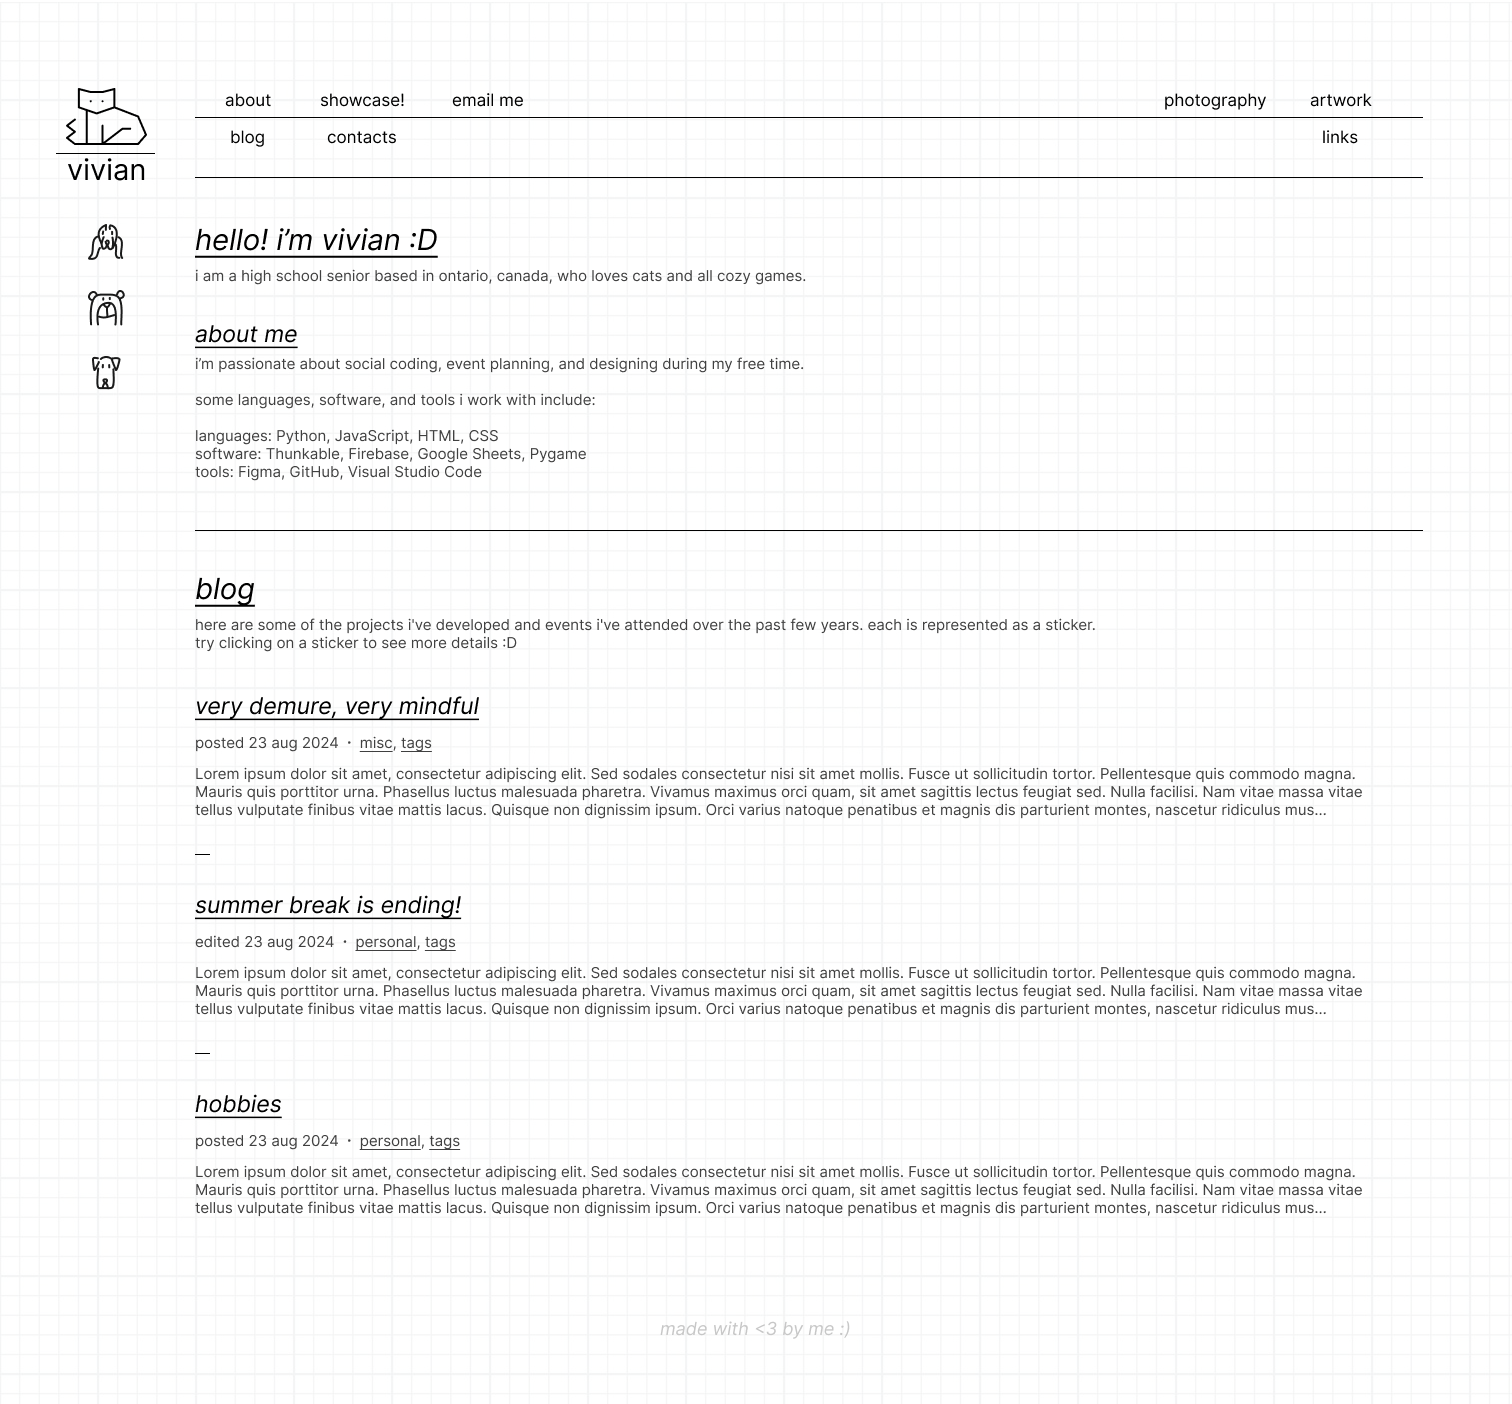 about showcase! email me photography artwork
blog contacts links
vivian
hello! i’m vivian :D
i am a high school senior based in ontario, canada, who loves cats and all cozy games.
about me
i’m passionate about social coding, event planning, and designing during my free time.
some languages, software, and tools i work with include:
languages: Python, JavaScript, HTML, CSS
software: Thunkable, Firebase, Google Sheets, Pygame
tools: Figma, GitHub, Visual Studio Code
blog
here are some of the projects i've developed and events i've attended over the past few years. each is represented as a sticker.
try clicking on a sticker to see more details :D
very demure, very mindful
posted 23 aug 2024 · misc, tags
Lorem ipsum dolor sit amet, consectetur adipiscing elit. Sed sodales consectetur nisi sit amet mollis. Fusce ut sollicitudin tortor. Pellentesque quis commodo magna.
Mauris quis porttitor urna. Phasellus luctus malesuada pharetra. Vivamus maximus orci quam, sit amet sagittis lectus feugiat sed. Nulla facilisi. Nam vitae massa vitae
tellus vulputate finibus vitae mattis lacus. Quisque non dignissim ipsum. Orci varius natoque penatibus et magnis dis parturient montes, nascetur ridiculus mus...
—
summer break is ending!
edited 23 aug 2024 · personal, tags
Lorem ipsum dolor sit amet, consectetur adipiscing elit. Sed sodales consectetur nisi sit amet mollis. Fusce ut sollicitudin tortor. Pellentesque quis commodo magna.
Mauris quis porttitor urna. Phasellus luctus malesuada pharetra. Vivamus maximus orci quam, sit amet sagittis lectus feugiat sed. Nulla facilisi. Nam vitae massa vitae
tellus vulputate finibus vitae mattis lacus. Quisque non dignissim ipsum. Orci varius natoque penatibus et magnis dis parturient montes, nascetur ridiculus mus...
—
hobbies
posted 23 aug 2024 · personal, tags
Lorem ipsum dolor sit amet, consectetur adipiscing elit. Sed sodales consectetur nisi sit amet mollis. Fusce ut sollicitudin tortor. Pellentesque quis commodo magna.
Mauris quis porttitor urna. Phasellus luctus malesuada pharetra. Vivamus maximus orci quam, sit amet sagittis lectus feugiat sed. Nulla facilisi. Nam vitae massa vitae
tellus vulputate finibus vitae mattis lacus. Quisque non dignissim ipsum. Orci varius natoque penatibus et magnis dis parturient montes, nascetur ridiculus mus...
made with <3 by me :)